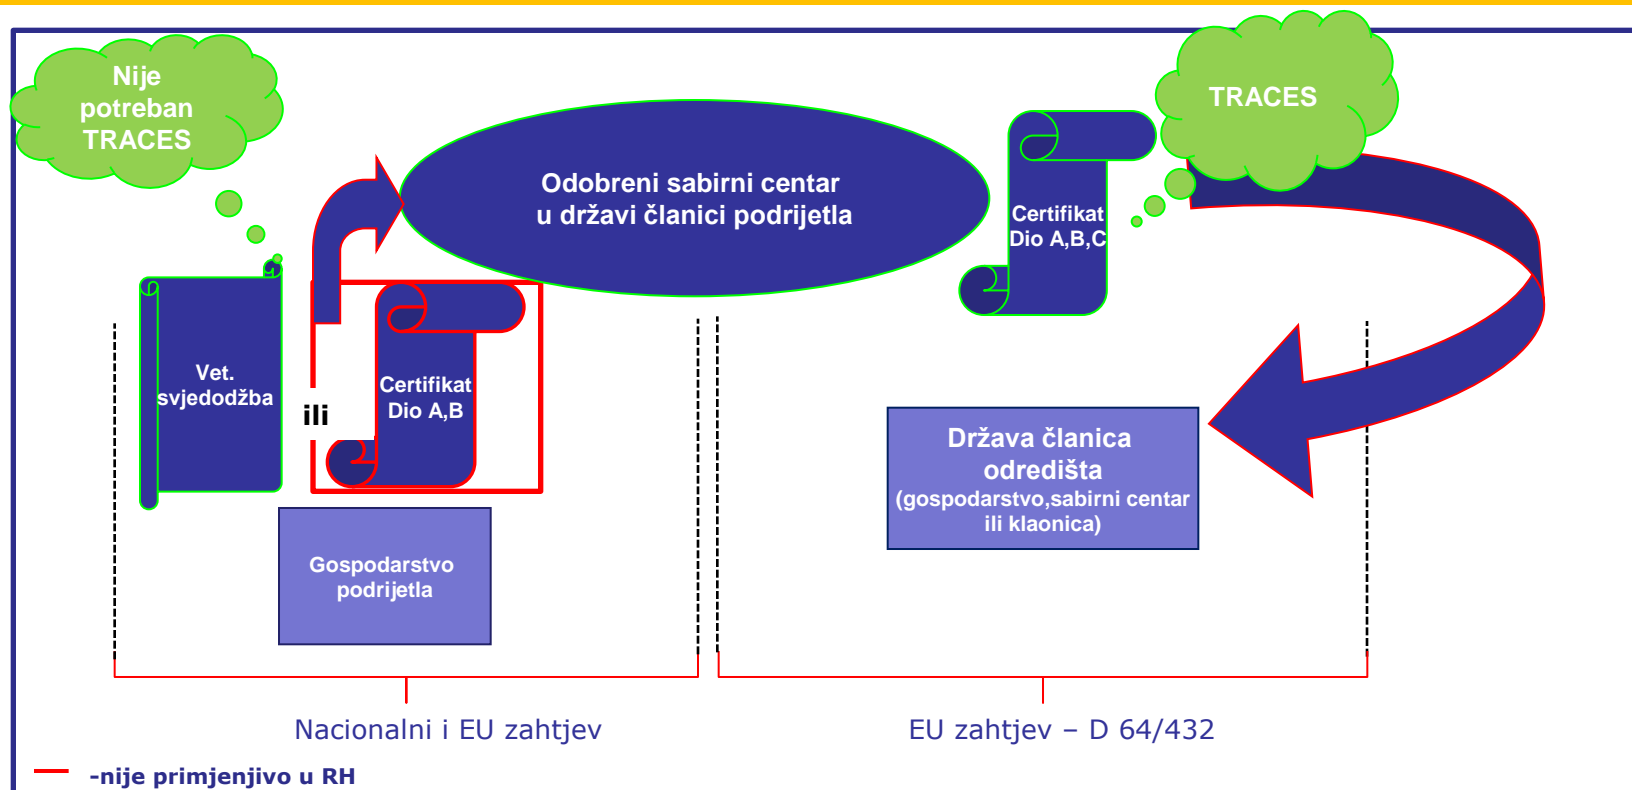 Nije
potreban
TRACES
TRACES
Odobreni sabirni centar
u državi članici podrijetla
Certifikat
Dio A,B,C
Vet.
svjedodžba
ili
Certifikat
Dio A,B
Država članica
odredišta
(gospodarstvo,sabirni centar
ili klaonica)
Gospodarstvo
podrijetla
Nacionalni i EU zahtjev
EU zahtjev – D 64/432
-nije primjenjivo u RH